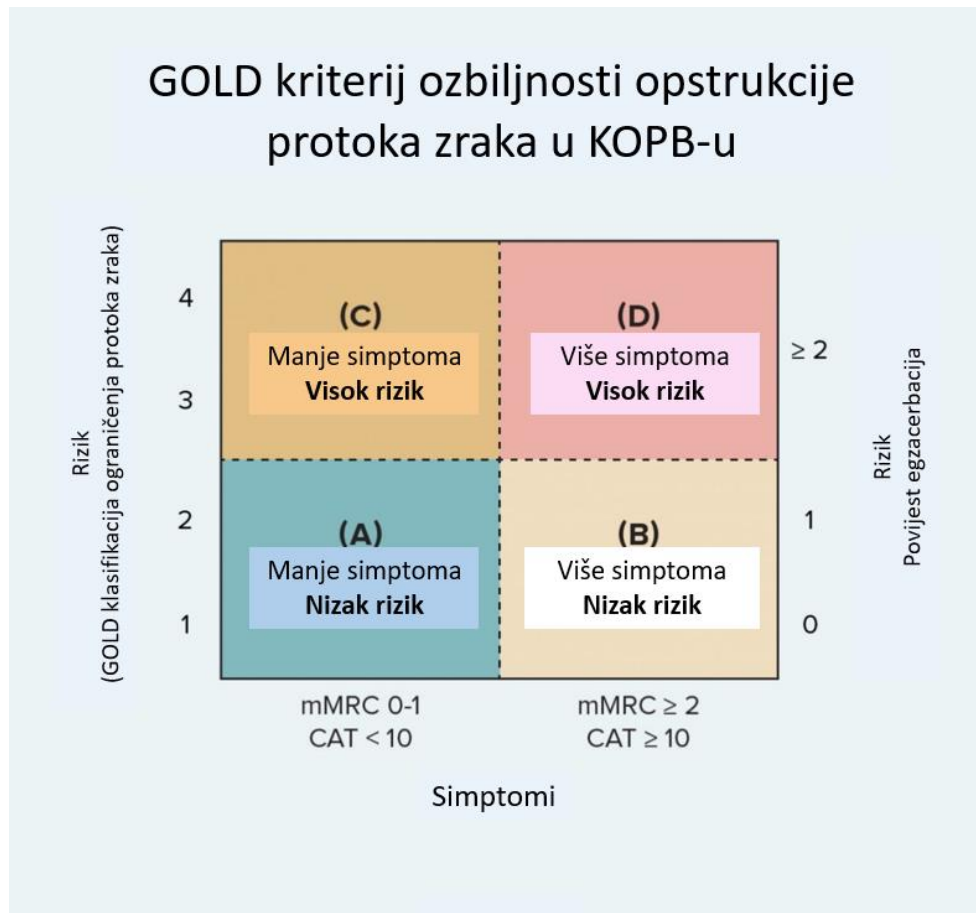 GOLD kriterij ozbiljnosti opstrukcije
protoka zraka u KOPB-u
Rizik
(GOLD klasifikacija ograničenja protoka zraka)
4
3
2
1
(C)
Manje simptoma
Visok rizik
(D)
Više simptoma
Visok rizik
(A)
Manje simptoma
Nizak rizik
(B)
Više simptoma
Nizak rizik
≥ 2
1
0
Rizik
Povijest egzacerbacija
mMRC 0-1
CAT < 10
mMRC ≥ 2
CAT ≥ 10
Simptomi